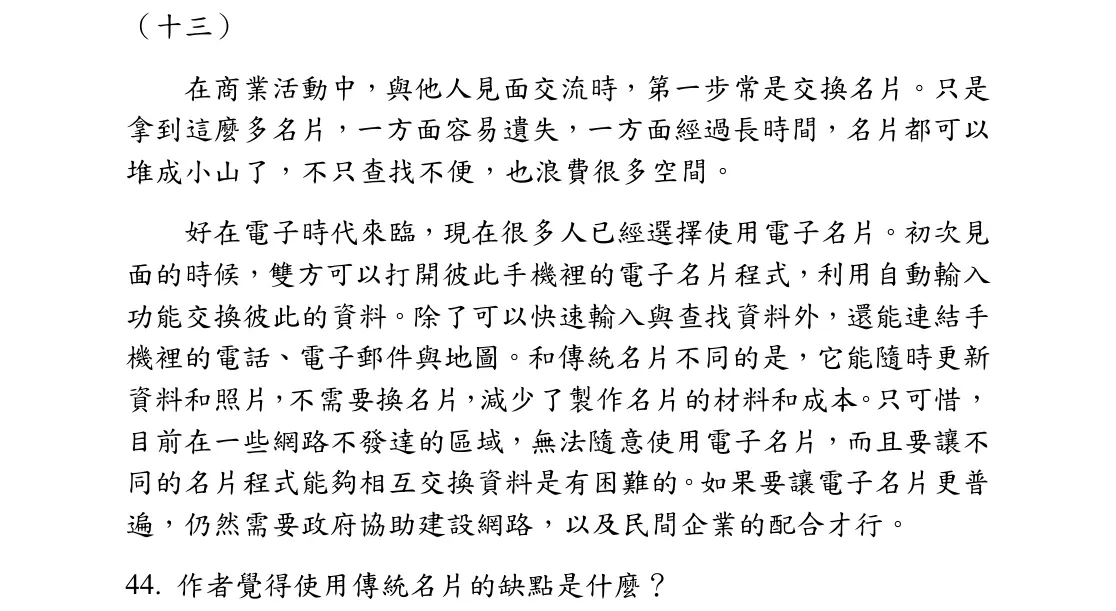 （十三）
在商業活動中，與他人見面交流時，第一步常是交換名片。只是
拿到這麼多名片，一方面容易遺失，一方面經過長時間，名片都可以
堆成小山了，不只查找不便，也浪費很多空間。
好在電子時代來臨，現在很多人已經選擇使用電子名片。初次見
面的時候，雙方可以打開彼此手機裡的電子名片程式，利用自動輸入
功能交換彼此的資料。除了可以快速輸入與查找資料外，還能連結手
機裡的電話、電子郵件與地圖。和傳統名片不同的是，它能隨時更新
資料和照片，不需要換名片，減少了製作名片的材料和成本。只可惜，
目前在一些網路不發達的區域，無法隨意使用電子名片，而且要讓不
同的名片程式能夠相互交換資料是有困難的。如果要讓電子名片更普
遍，仍然需要政府協助建設網路，以及民間企業的配合才行。
44. 作者覺得使用傳統名片的缺點是什麼？